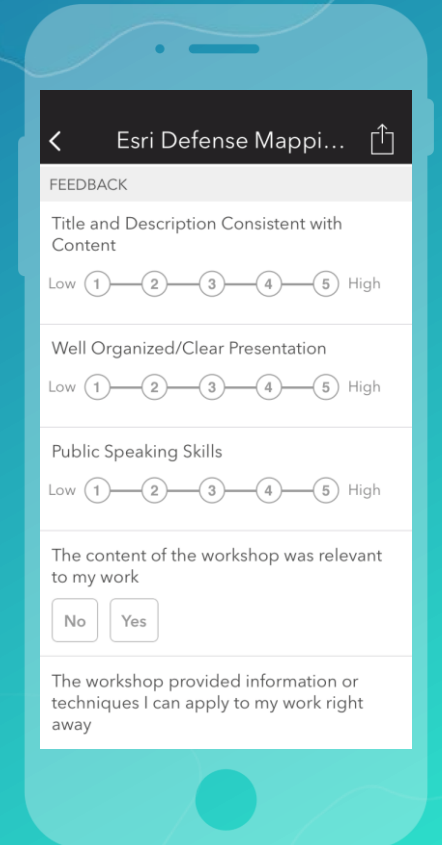 Esri Defense Mappi...
FEEDBACK
Title and Description Consistent with
Content
Low 1 2 3 4 5 High
Well Organized/Clear Presentation
Low 1 2 3 4 5 High
Public Speaking Skills
Low 1 2 3 4 5 High
The content of the workshop was relevant
to my work
No Yes
The workshop provided information or
techniques I can apply to my work right
away